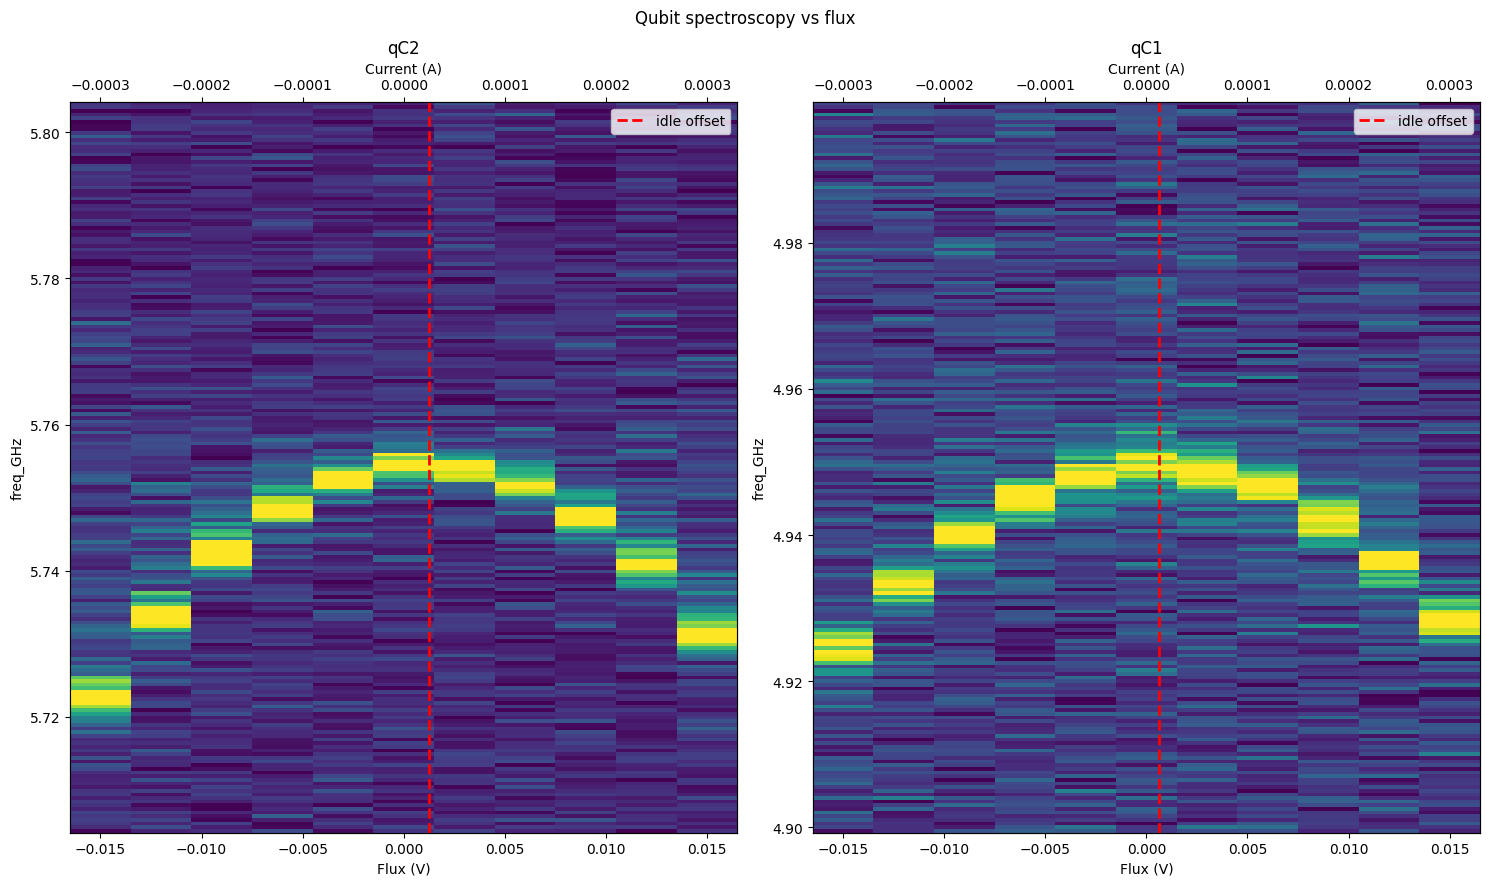 Qubit spectroscopy vs flux
qC2
Current (A)
−0.0003 −0.0002 −0.0001 0.0000 0.0001 0.0002 0.0003
idle offset
freq_GHz
5.80
5.78
5.76
5.74
5.72
−0.015 −0.010 −0.005 0.000 0.005 0.010 0.015
Flux (V)
qC1
Current (A)
−0.0003 −0.0002 −0.0001 0.0000 0.0001 0.0002 0.0003
idle offset
freq_GHz
4.98
4.96
4.94
4.92
4.90
−0.015 −0.010 −0.005 0.000 0.005 0.010 0.015
Flux (V)